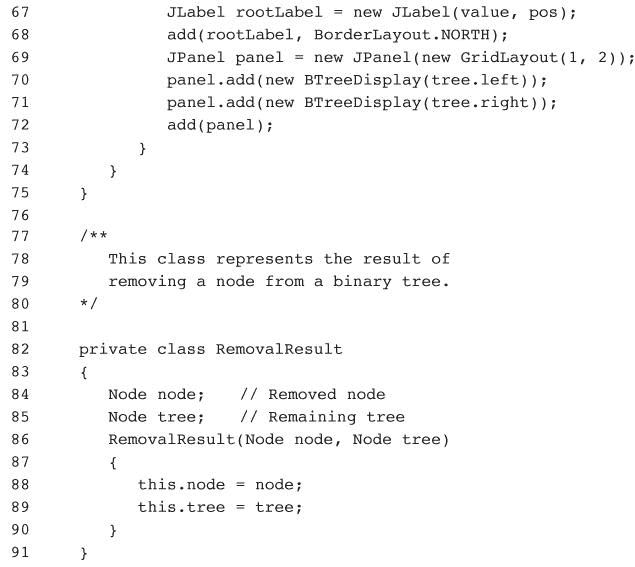 67              JLabel rootLabel = new JLabel(value, pos);
68              add(rootLabel, BorderLayout.NORTH);
69              JPanel panel = new JPanel(new GridLayout(1, 2));
70              panel.add(new BTreeDisplay(tree.left));
71              panel.add(new BTreeDisplay(tree.right));
72              add(panel);
73           }
74        }
75     }
76
77     /**
78        This class represents the result of
79        removing a node from a binary tree.
80     */
81
82     private class RemovalResult
83     {
84        Node node;    // Removed node
85        Node tree;    // Remaining tree
86        RemovalResult(Node node, Node tree)
87        {
88           this.node = node;
89           this.tree = tree;
90        }
91     }